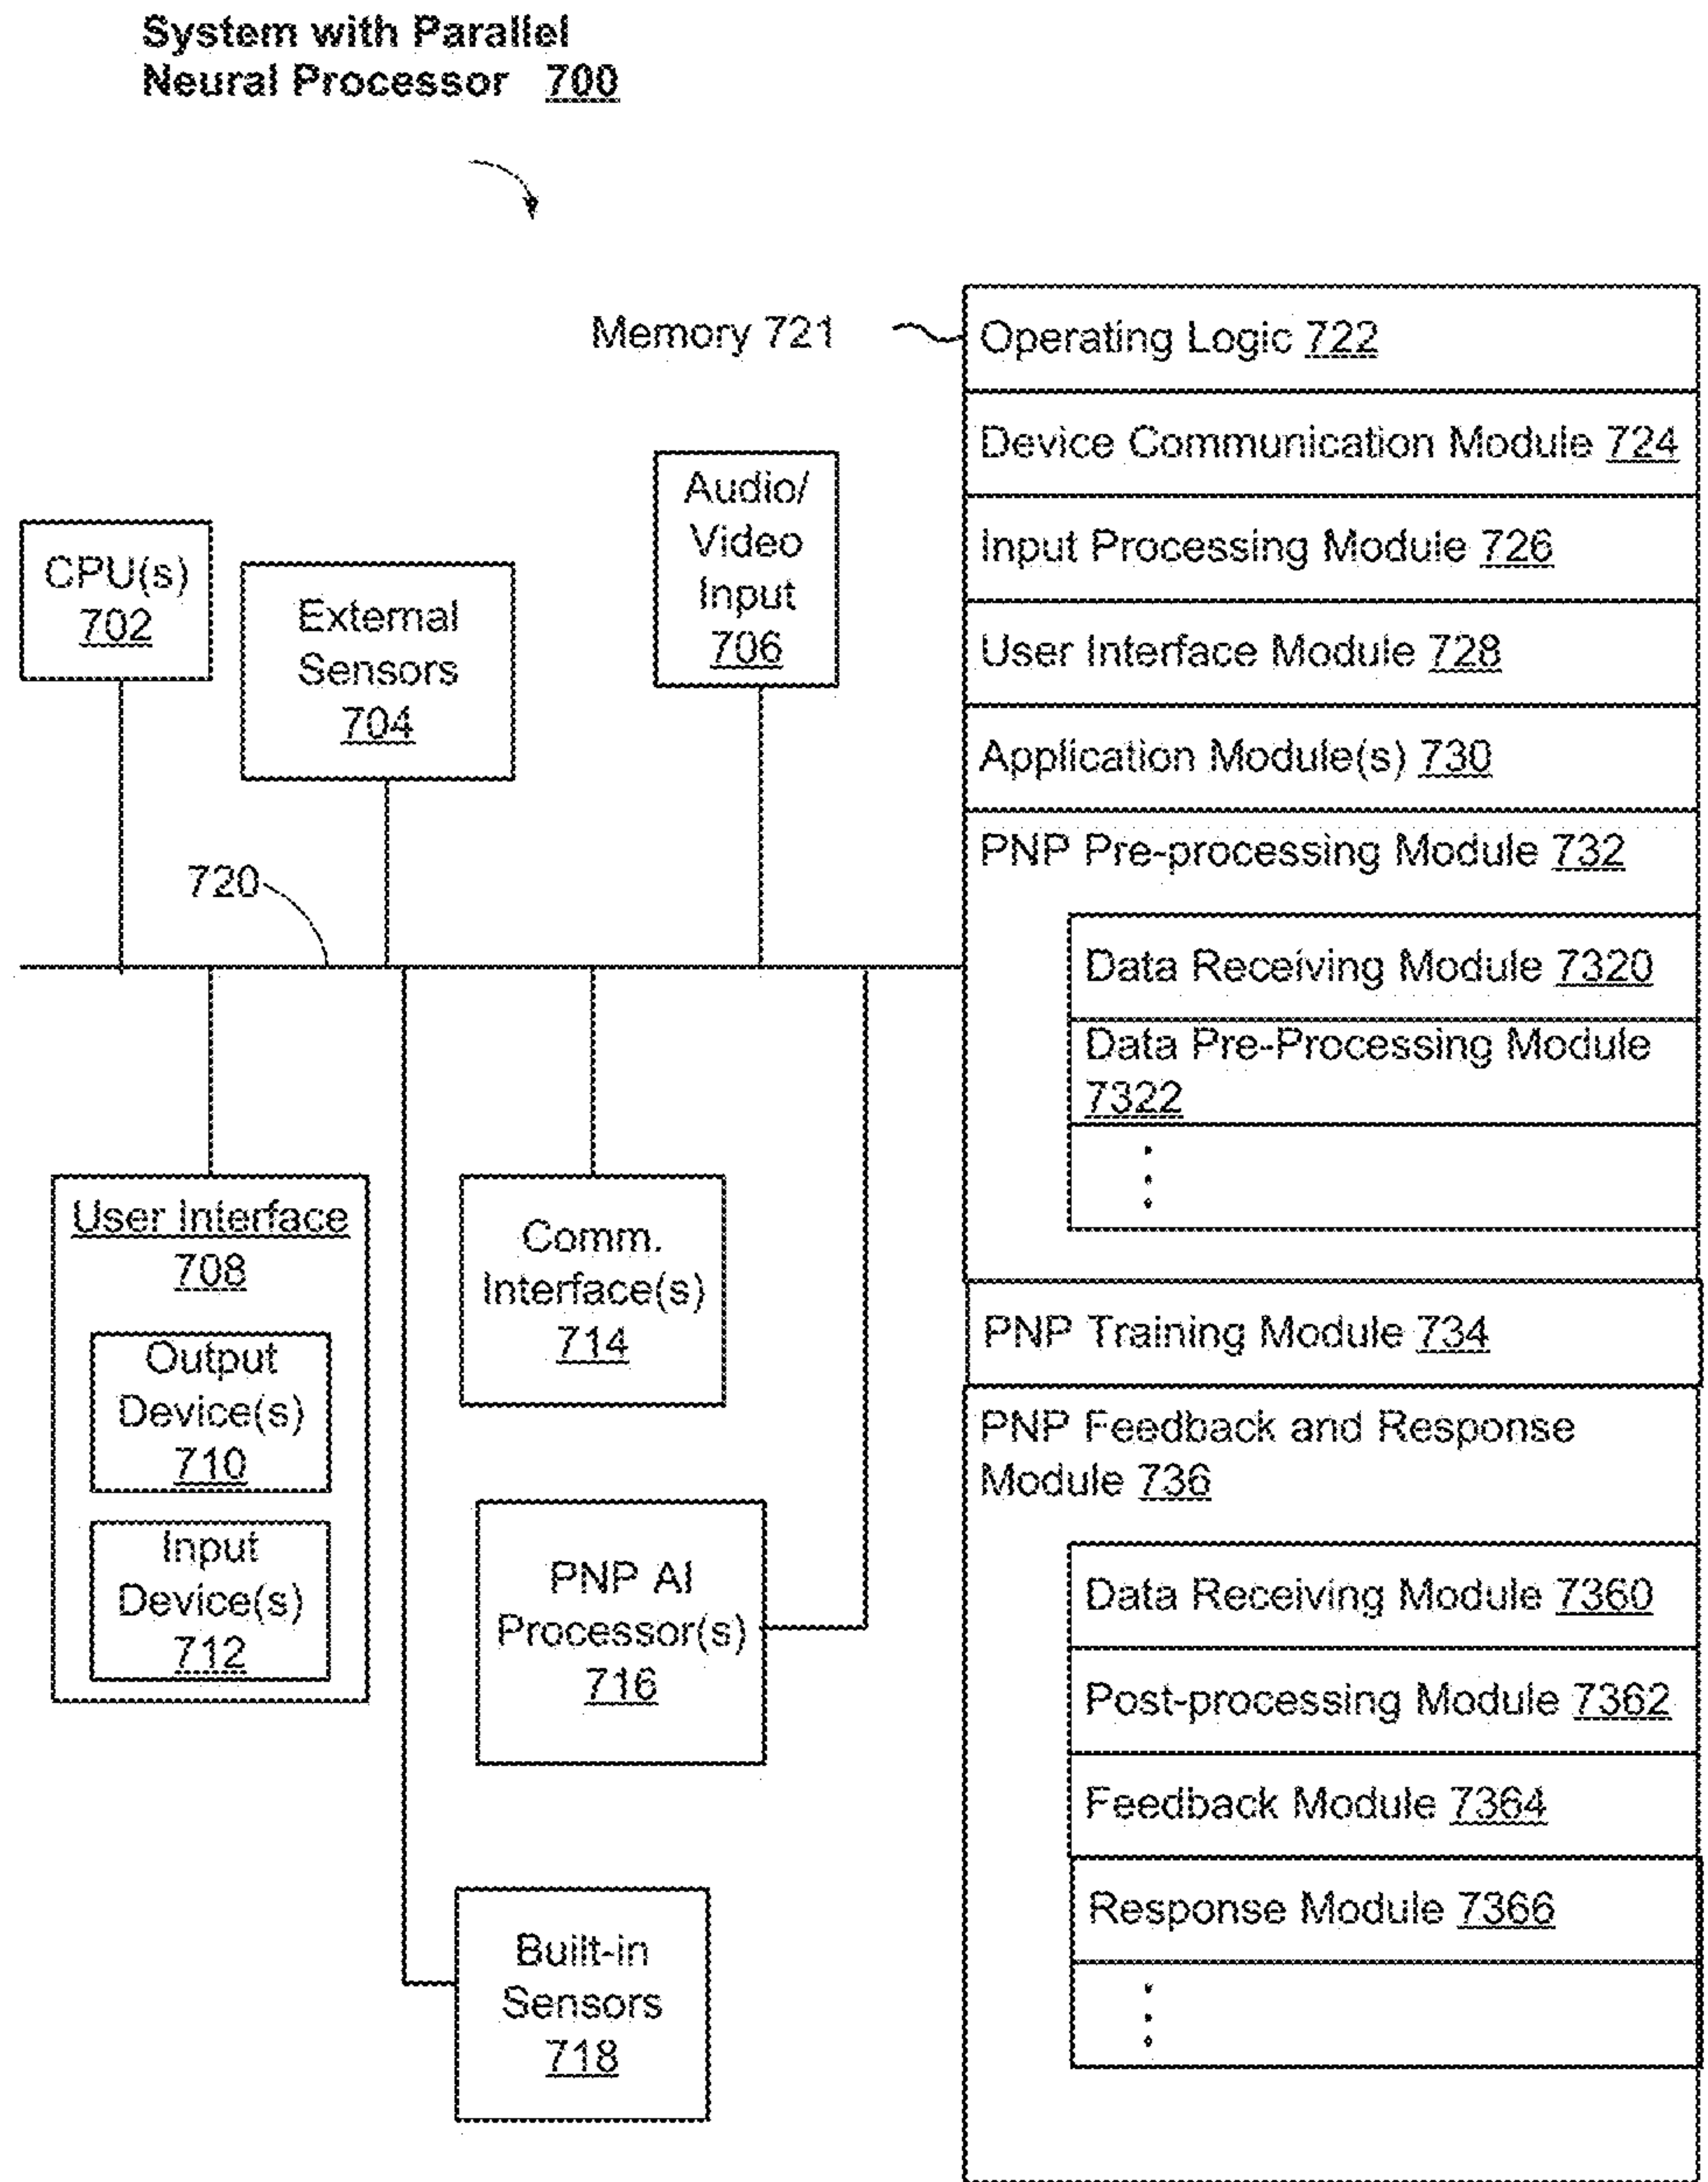 System with Parallel
Neural Processor 700
Memory 721
Operating Logic 722
Device Communication Module 724
Input Processing Module 726
User Interface Module 728
Application Module(s) 730
PNP Pre-processing Module 732
Data Receiving Module 7320
Data Pre-Processing Module
7322
PNP Training Module 734
PNP Feedback and Response
Module 736
Data Receiving Module 7360
Post-processing Module 7362
Feedback Module 7364
Response Module 7366
CPU(s)
702
External
Sensors
704
Audio/
Video
Input
706
720
User Interface
708
Output
Device(s)
710
Input
Device(s)
712
Comm.
Interface(s)
714
PNP AI
Processor(s)
716
Built-in
Sensors
718